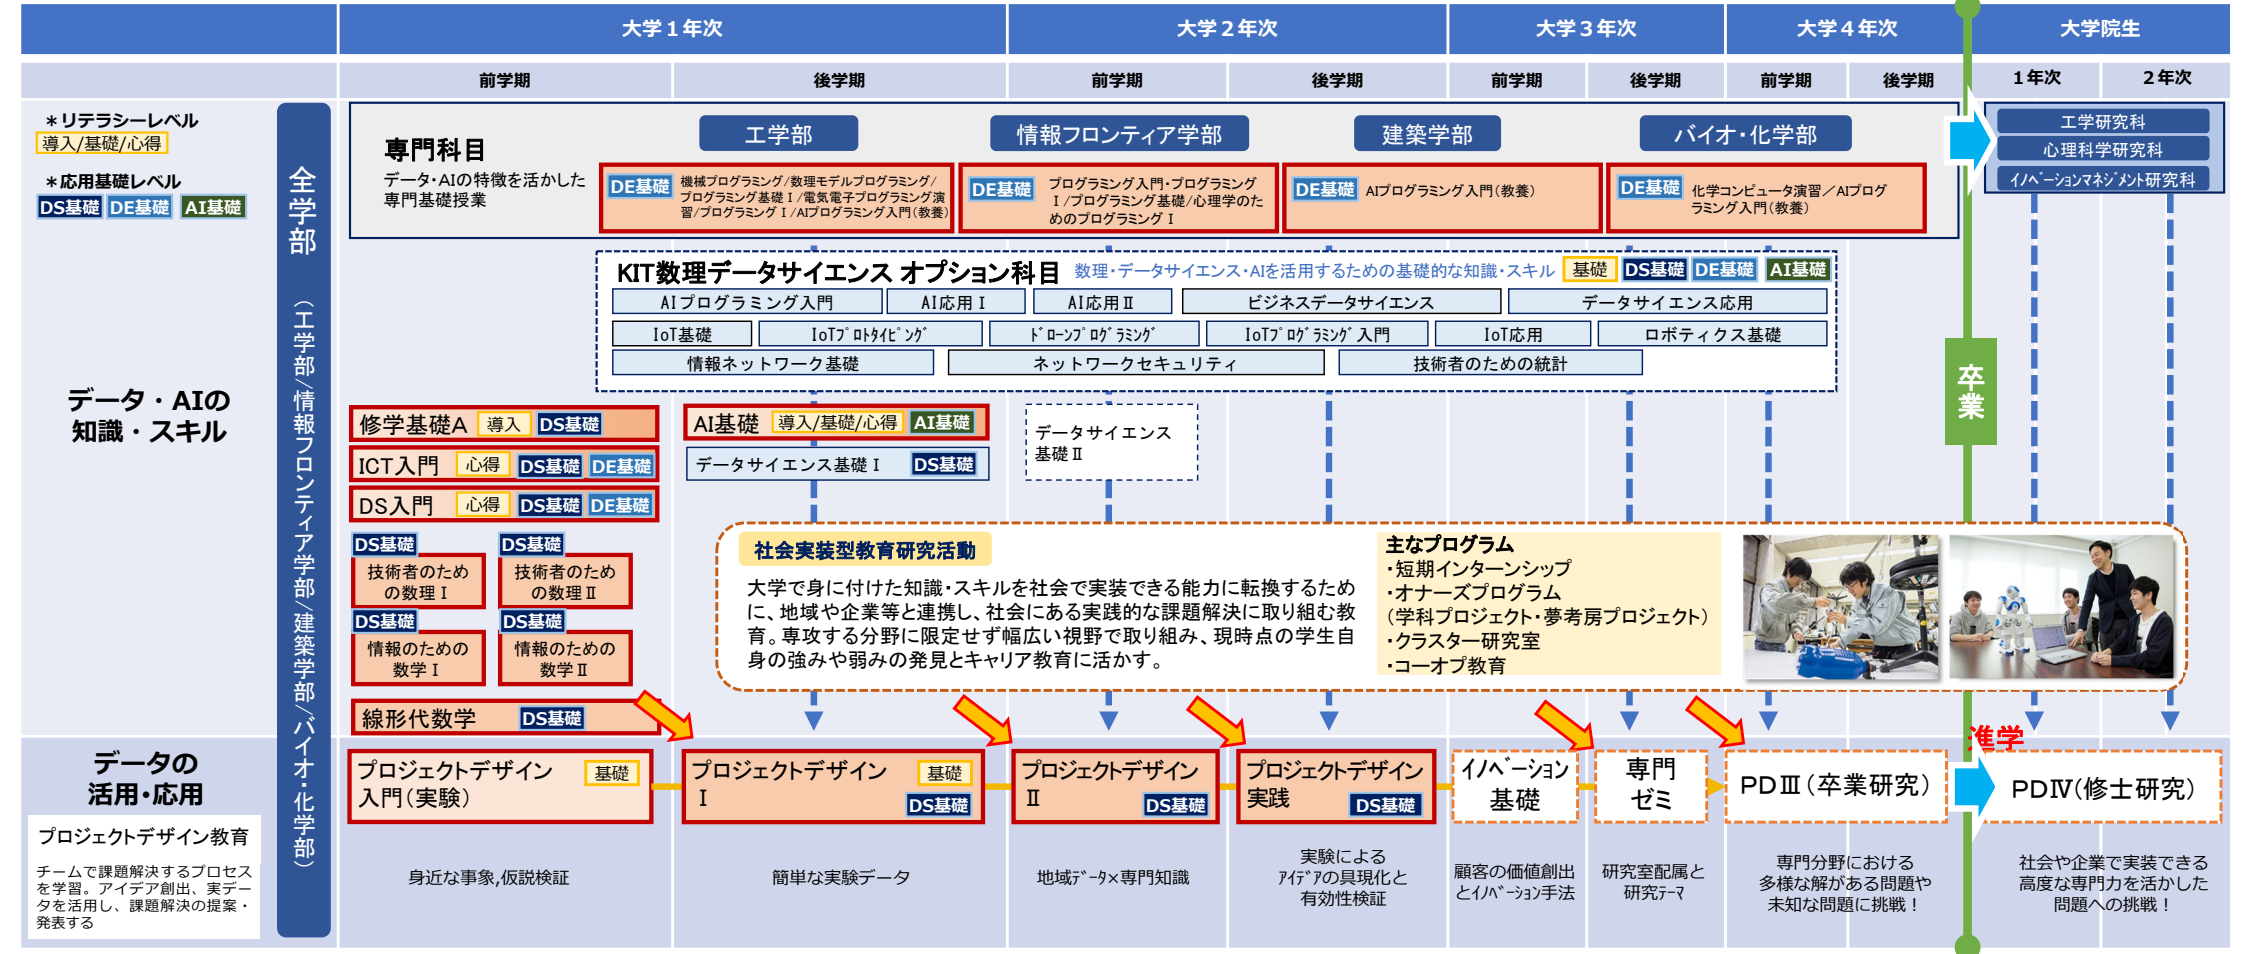 大学１年次
大学２年次
大学３年次
大学４年次
大学院生
前学期
後学期
前学期
後学期
前学期
後学期
前学期
後学期
１年次
２年次
＊リテラシーレベル
導入/基礎/心得
＊応用基礎レベル
DS基礎 DE基礎 AI基礎
データ・AIの
知識・スキル
全学部
（工学部/情報フロンティア学部/建築学部/バイオ・化学部）
専門科目
データ・AIの特徴を活かした
専門基礎授業
工学部
DE基礎
機械プログラミング/数理モデルプログラミング/
プログラミング基礎Ⅰ/電気電子プログラミング演
習/プログラミングⅠ/AIプログラミング入門(教養)
情報フロンティア学部
DE基礎
プログラミング入門・プログラミング
Ⅰ/プログラミング基礎/心理学のた
めのプログラミングⅠ
建築学部
DE基礎
AIプログラミング入門(教養)
バイオ・化学部
DE基礎
化学コンピュータ演習／AIプログ
ラミング入門(教養)
工学研究科
心理科学研究科
ｲﾉﾍﾞｰｼｮﾝﾏﾈｼﾞﾒﾝﾄ研究科
KIT数理データサイエンス オプション科目
数理・データサイエンス・AIを活用するための基礎的な知識・スキル
基礎 DS基礎 DE基礎 AI基礎
AIプログラミング入門
AI応用Ⅰ
AI応用Ⅱ
ビジネスデータサイエンス
データサイエンス応用
IoT基礎
IoTﾌﾟﾛﾄﾀｲﾋﾟﾝｸﾞ
ﾄﾞﾛｰﾝﾌﾟﾛｸﾞﾗﾐﾝｸﾞ
IoTﾌﾟﾛｸﾞﾗﾐﾝｸﾞ入門
IoT応用
ロボティクス基礎
情報ネットワーク基礎
ネットワークセキュリティ
技術者のための統計
卒業
修学基礎A 導入 DS基礎
ICT入門 心得 DS基礎 DE基礎
DS入門 心得 DS基礎 DE基礎
AI基礎 導入/基礎/心得 AI基礎
データサイエンス基礎Ⅰ DS基礎
データサイエンス
基礎Ⅱ
DS基礎
技術者のため
の数理Ⅰ
DS基礎
技術者のため
の数理Ⅱ
DS基礎
情報のための
数学Ⅰ
DS基礎
情報のための
数学Ⅱ
線形代数学 DS基礎
社会実装型教育研究活動
大学で身に付けた知識・スキルを社会で実装できる能力に転換するため
に、地域や企業等と連携し、社会にある実践的な課題解決に取り組む教
育。専攻する分野に限定せず幅広い視野で取り組み、現時点の学生自
身の強みや弱みの発見とキャリア教育に活かす。
主なプログラム
・短期インターンシップ
・オナーズプログラム
（学科プロジェクト・夢考房プロジェクト）
・クラスター研究室
・コーオプ教育
進学
データの
活用・応用
プロジェクトデザイン教育
チームで課題解決するプロセス
を学習。アイデア創出、実デー
タを活用し、課題解決の提案・
発表する
プロジェクトデザイン
入門（実験）
基礎
プロジェクトデザイン
Ⅰ
基礎
DS基礎
プロジェクトデザイン
Ⅱ
DS基礎
プロジェクトデザイン
実践
DS基礎
ｲﾉﾍﾞｰｼｮﾝ
基礎
専門
ゼミ
PDⅢ（卒業研究）
PDⅣ(修士研究)
身近な事象,仮説検証
簡単な実験データ
地域ﾃﾞｰﾀ×専門知識
実験による
ｱｲﾃﾞｱの具現化と
有効性検証
顧客の価値創出
とｲﾉﾍﾞｰｼｮﾝ手法
研究室配属と
研究ﾃｰﾏ
専門分野における
多様な解がある問題や
未知な問題に挑戦！
社会や企業で実装できる
高度な専門力を活かした
問題への挑戦！